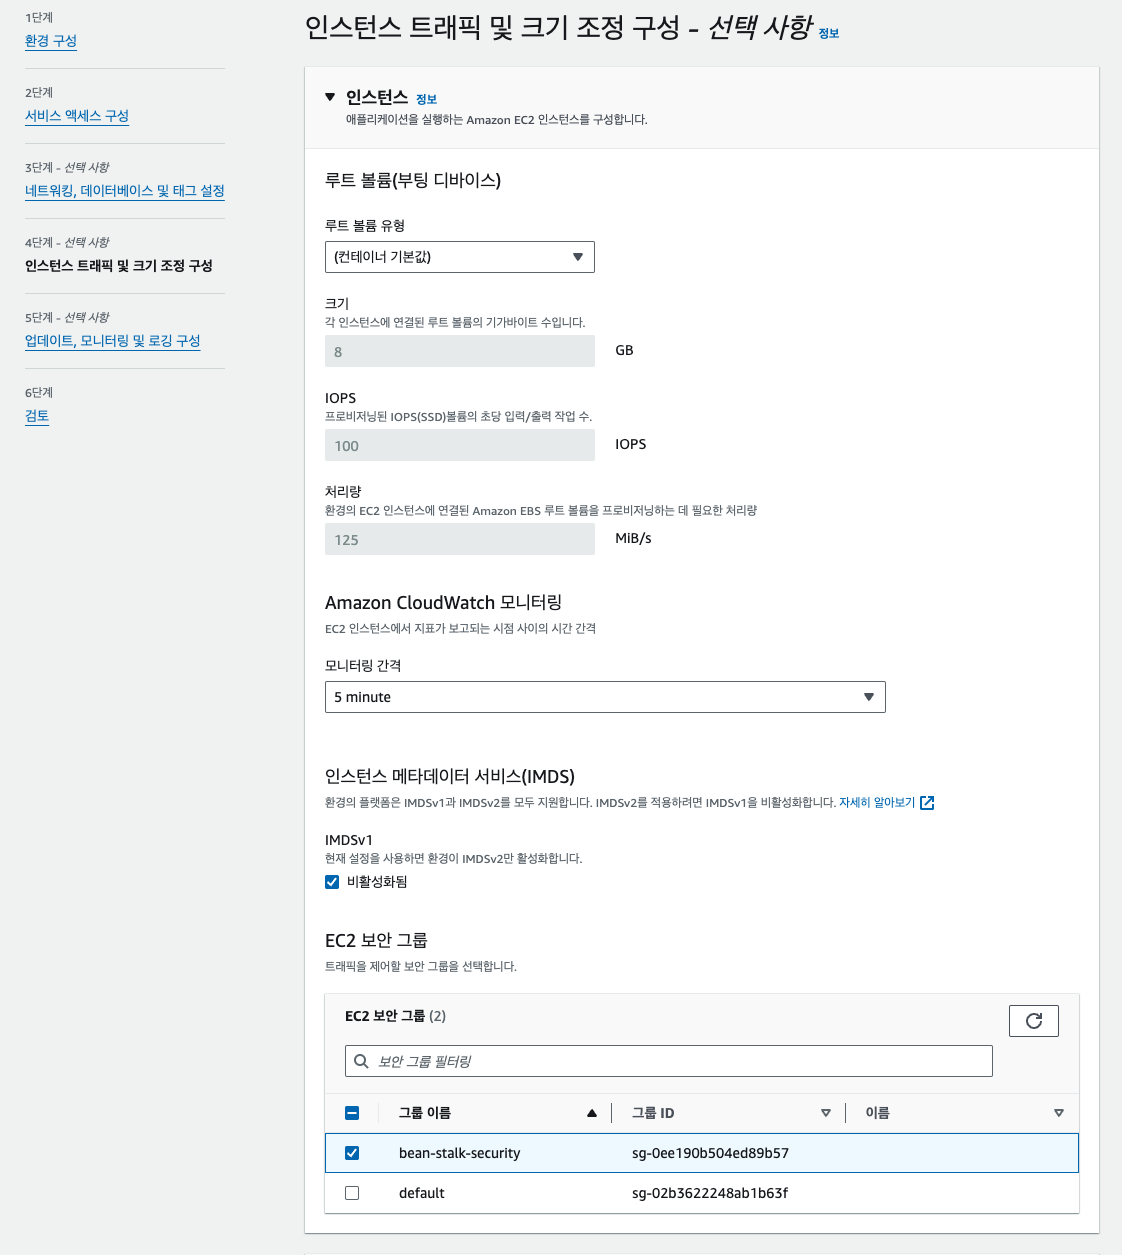 1단계
환경 구성
2단계
서비스 액세스 구성
3단계 - 선택 사항
네트워킹, 데이터베이스 및 태그 설정
4단계 - 선택 사항
인스턴스 트래픽 및 크기 조정 구성
5단계 - 선택 사항
업데이트, 모니터링 및 로깅 구성
6단계
검토
인스턴스 트래픽 및 크기 조정 구성 - 선택 사항 정보
인스턴스 정보
애플리케이션을 실행하는 Amazon EC2 인스턴스를 구성합니다.
루트 볼륨(부팅 디바이스)
루트 볼륨 유형
(컨테이너 기본값)
크기
각 인스턴스에 연결된 루트 볼륨의 기가바이트 수입니다.
8 GB
IOPS
프로비저닝된 IOPS(SSD)볼륨의 초당 입력/출력 작업 수.
100 IOPS
처리량
환경의 EC2 인스턴스에 연결된 Amazon EBS 루트 볼륨을 프로비저닝하는 데 필요한 처리량
125 MiB/s
Amazon CloudWatch 모니터링
EC2 인스턴스에서 지표가 보고되는 시점 사이의 시간 간격
모니터링 간격
5 minute
인스턴스 메타데이터 서비스(IMDS)
환경의 플랫폼은 IMDSv1과 IMDSv2를 모두 지원합니다. IMDSv2를 적용하려면 IMDSv1을 비활성화합니다. 자세히 알아보기
IMDSv1
현재 설정을 사용하면 환경이 IMDSv2만 활성화합니다.
비활성화됨
EC2 보안 그룹
트래픽을 제어할 보안 그룹을 선택합니다.
EC2 보안 그룹 (2)
보안 그룹 필터링
그룹 이름 그룹 ID 이름
bean-stalk-security sg-0ee190b504ed89b57
default sg-02b3622248ab1b63f